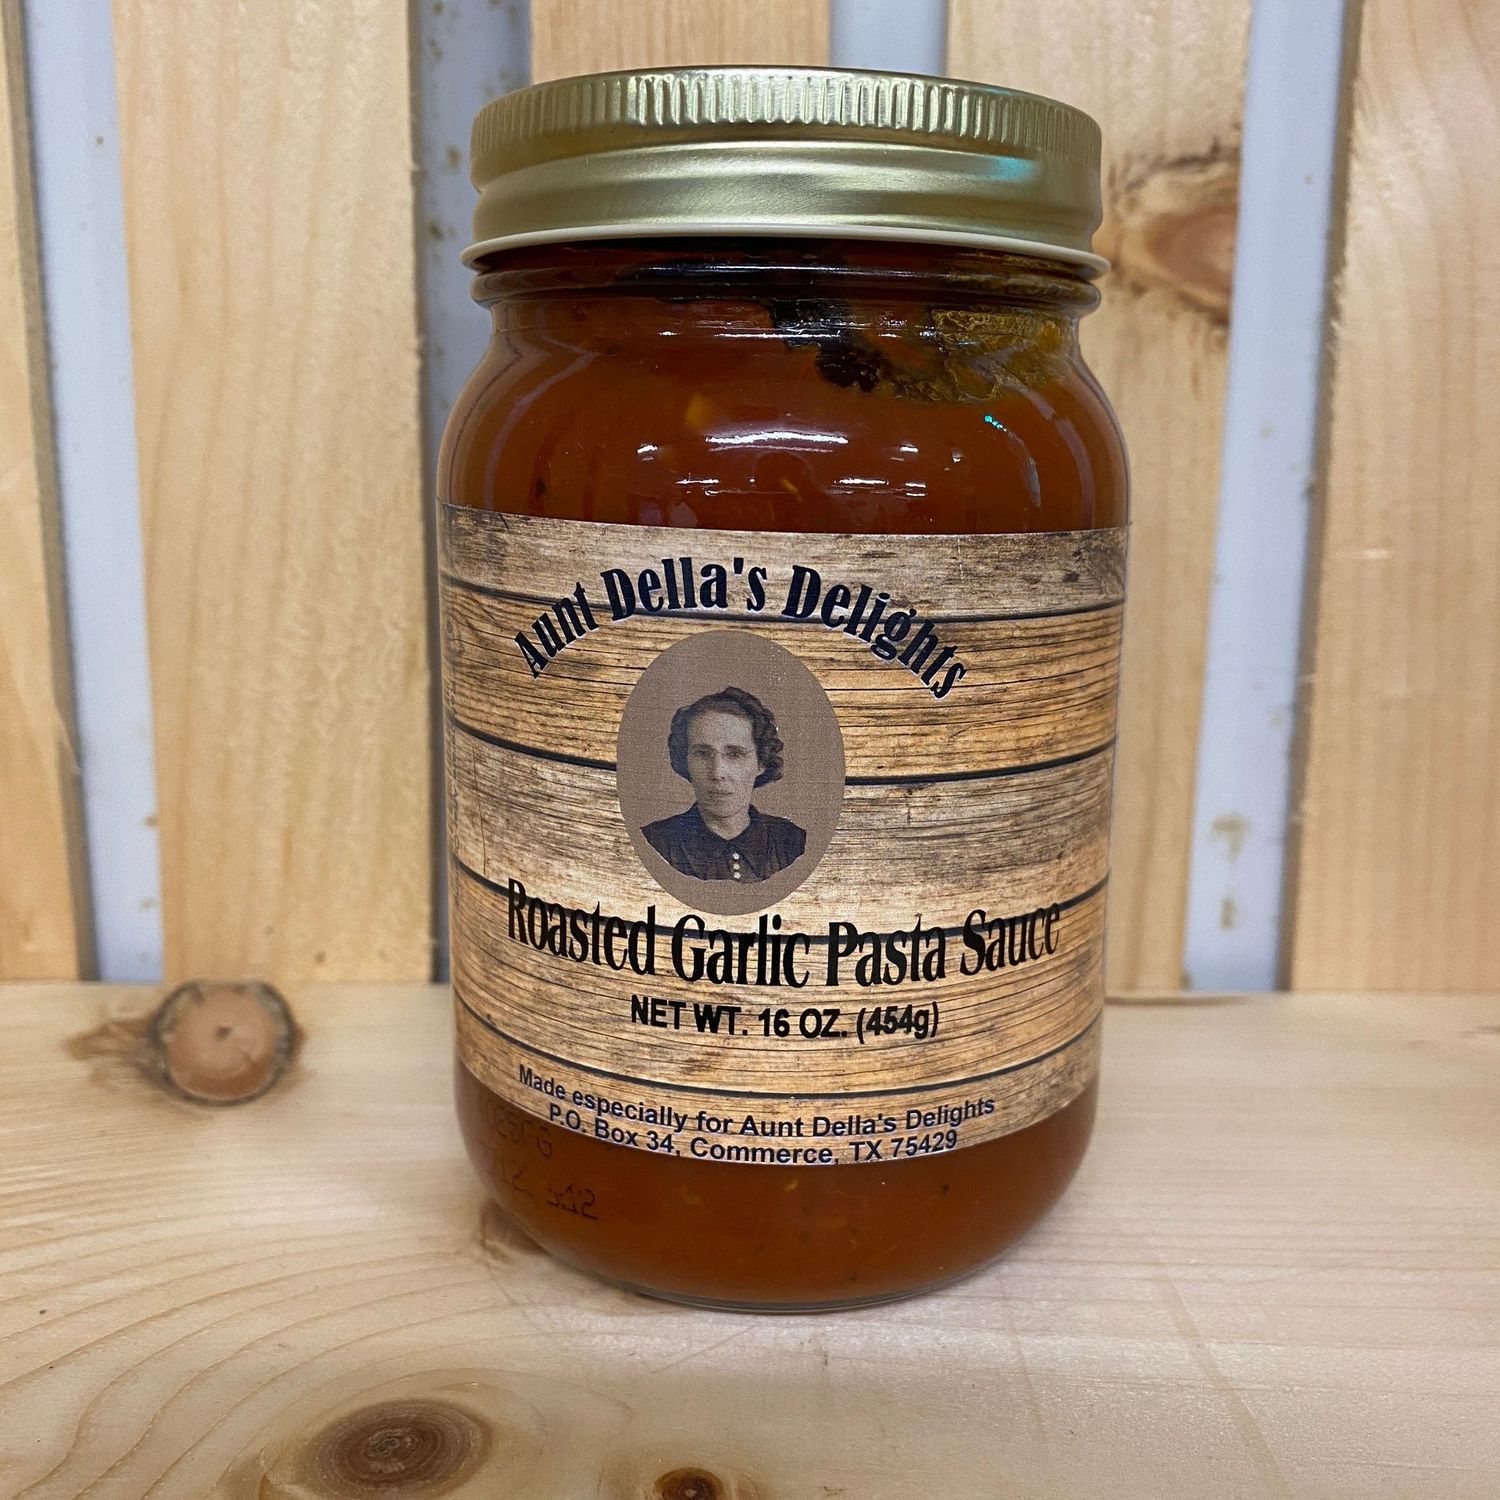 Aunt Della's Delights
Roasted Garlic Pasta Sauce
NET WT. 16 OZ. (454g)
Made especially for Aunt Della's Delights
P.O. Box 34, Commerce, TX 75429